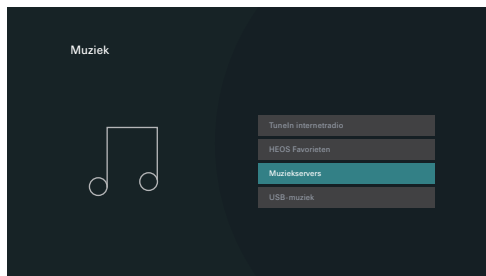 Muziek
TuneIn internetradio
HEOS Favorieten
Muziekservers
USB-muziek